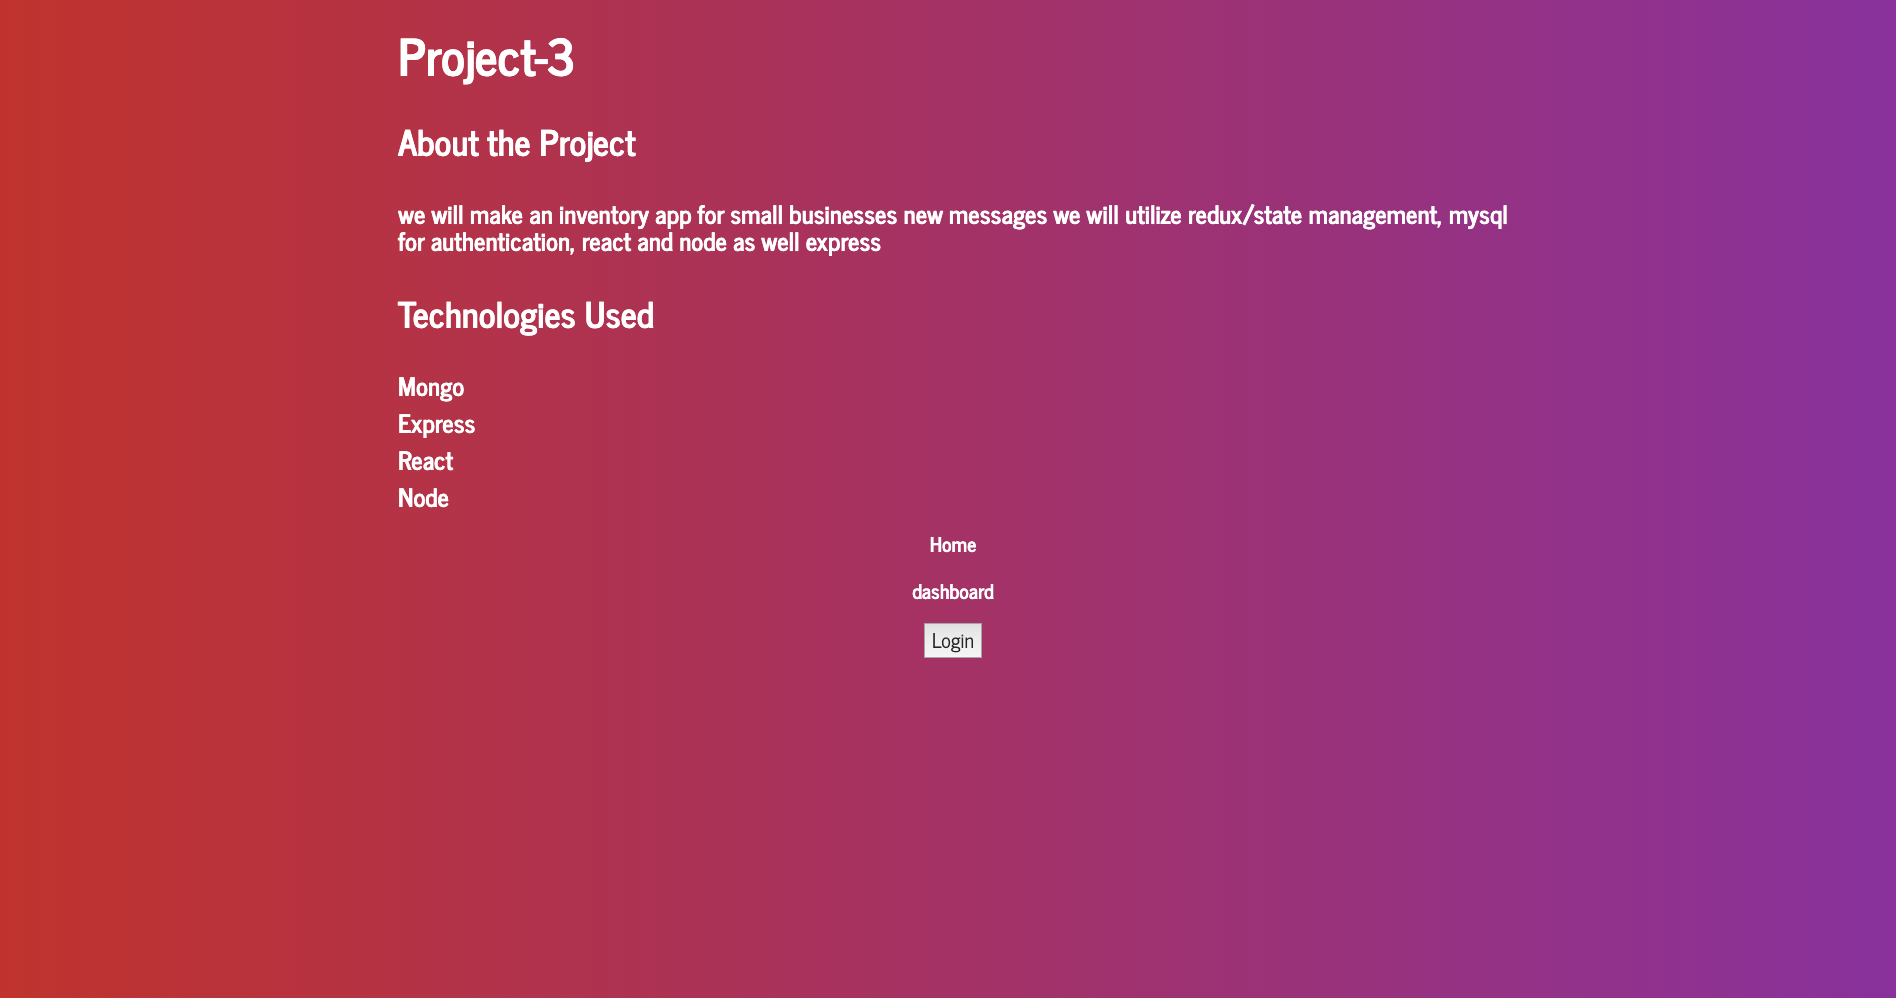 Project-3
About the Project
we will make an inventory app for small businesses new messages we will utilize redux/state management, mysql
for authentication, react and node as well express
Technologies Used
Mongo
Express
React
Node
Home
dashboard
Login